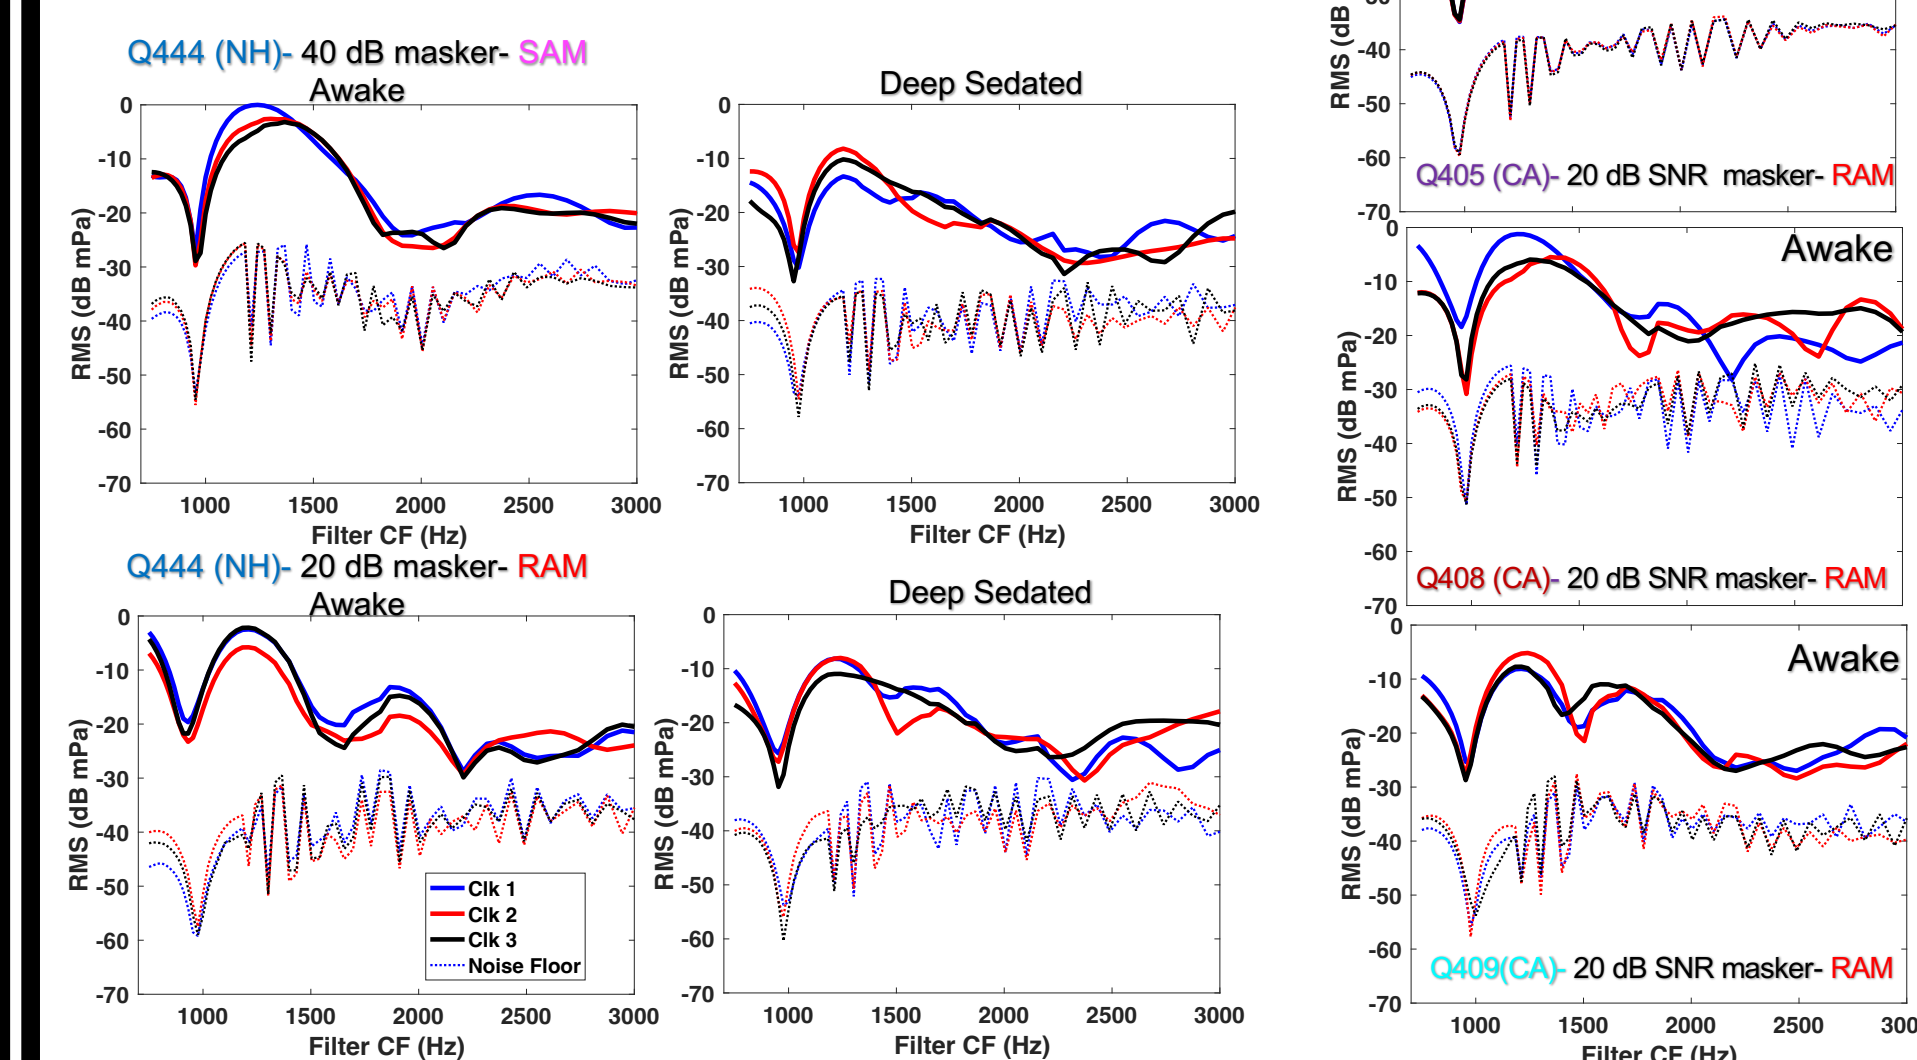 Q444 (NH)- 40 dB masker- SAM
Awake
0
-10
-20
-30
-40
-50
-60
-70
RMS (dB mPa)
1000 1500 2000 2500 3000
Filter CF (Hz)
Deep Sedated
0
-10
-20
-30
-40
-50
-60
-70
RMS (dB mPa)
1000 1500 2000 2500 3000
Filter CF (Hz)
Q444 (NH)- 20 dB masker- RAM
Awake
0
-10
-20
-30
-40
-50
-60
-70
RMS (dB mPa)
Clk 1
Clk 2
Clk 3
Noise Floor
1000 1500 2000 2500 3000
Filter CF (Hz)
Deep Sedated
0
-10
-20
-30
-40
-50
-60
-70
RMS (dB mPa)
1000 1500 2000 2500 3000
Filter CF (Hz)
RMS (dB
-40
-50
-60
-70
Q405 (CA)- 20 dB SNR masker- RAM
Awake
0
-10
-20
-30
-40
-50
-60
-70
RMS (dB mPa)
Q408 (CA)- 20 dB SNR masker- RAM
Awake
0
-10
-20
-30
-40
-50
-60
-70
RMS (dB mPa)
Q409(CA)- 20 dB SNR masker- RAM
1000 1500 2000 2500 300
Filter CF (Hz)